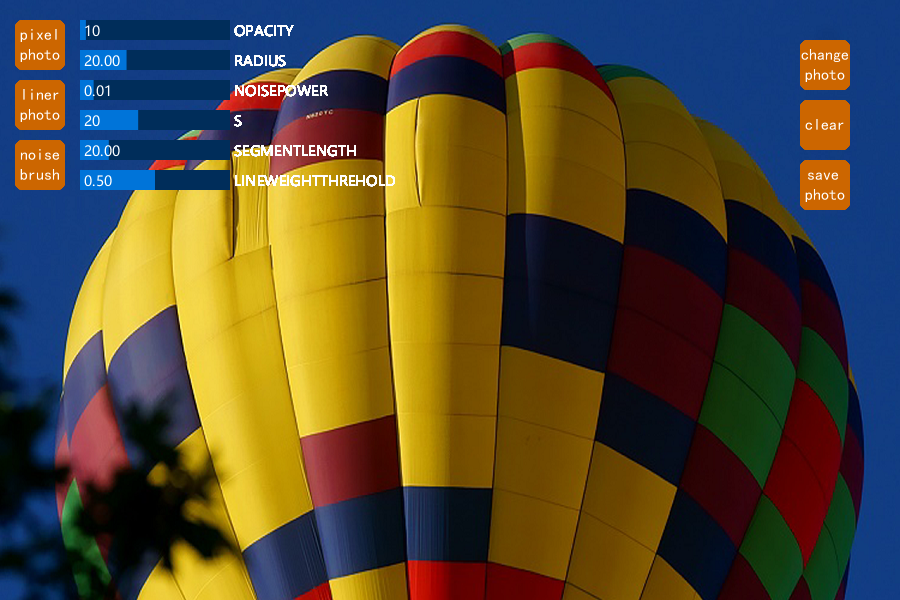 pixel
photo
10 OPACITY
20.00 RADIUS
liner
photo
0.01 NOISEPOWER
20 S
noise
brush
20.00 SEGMENTLENGTH
0.50 LINEWEIGHTTHREHOLD
change
photo
clear
save
photo